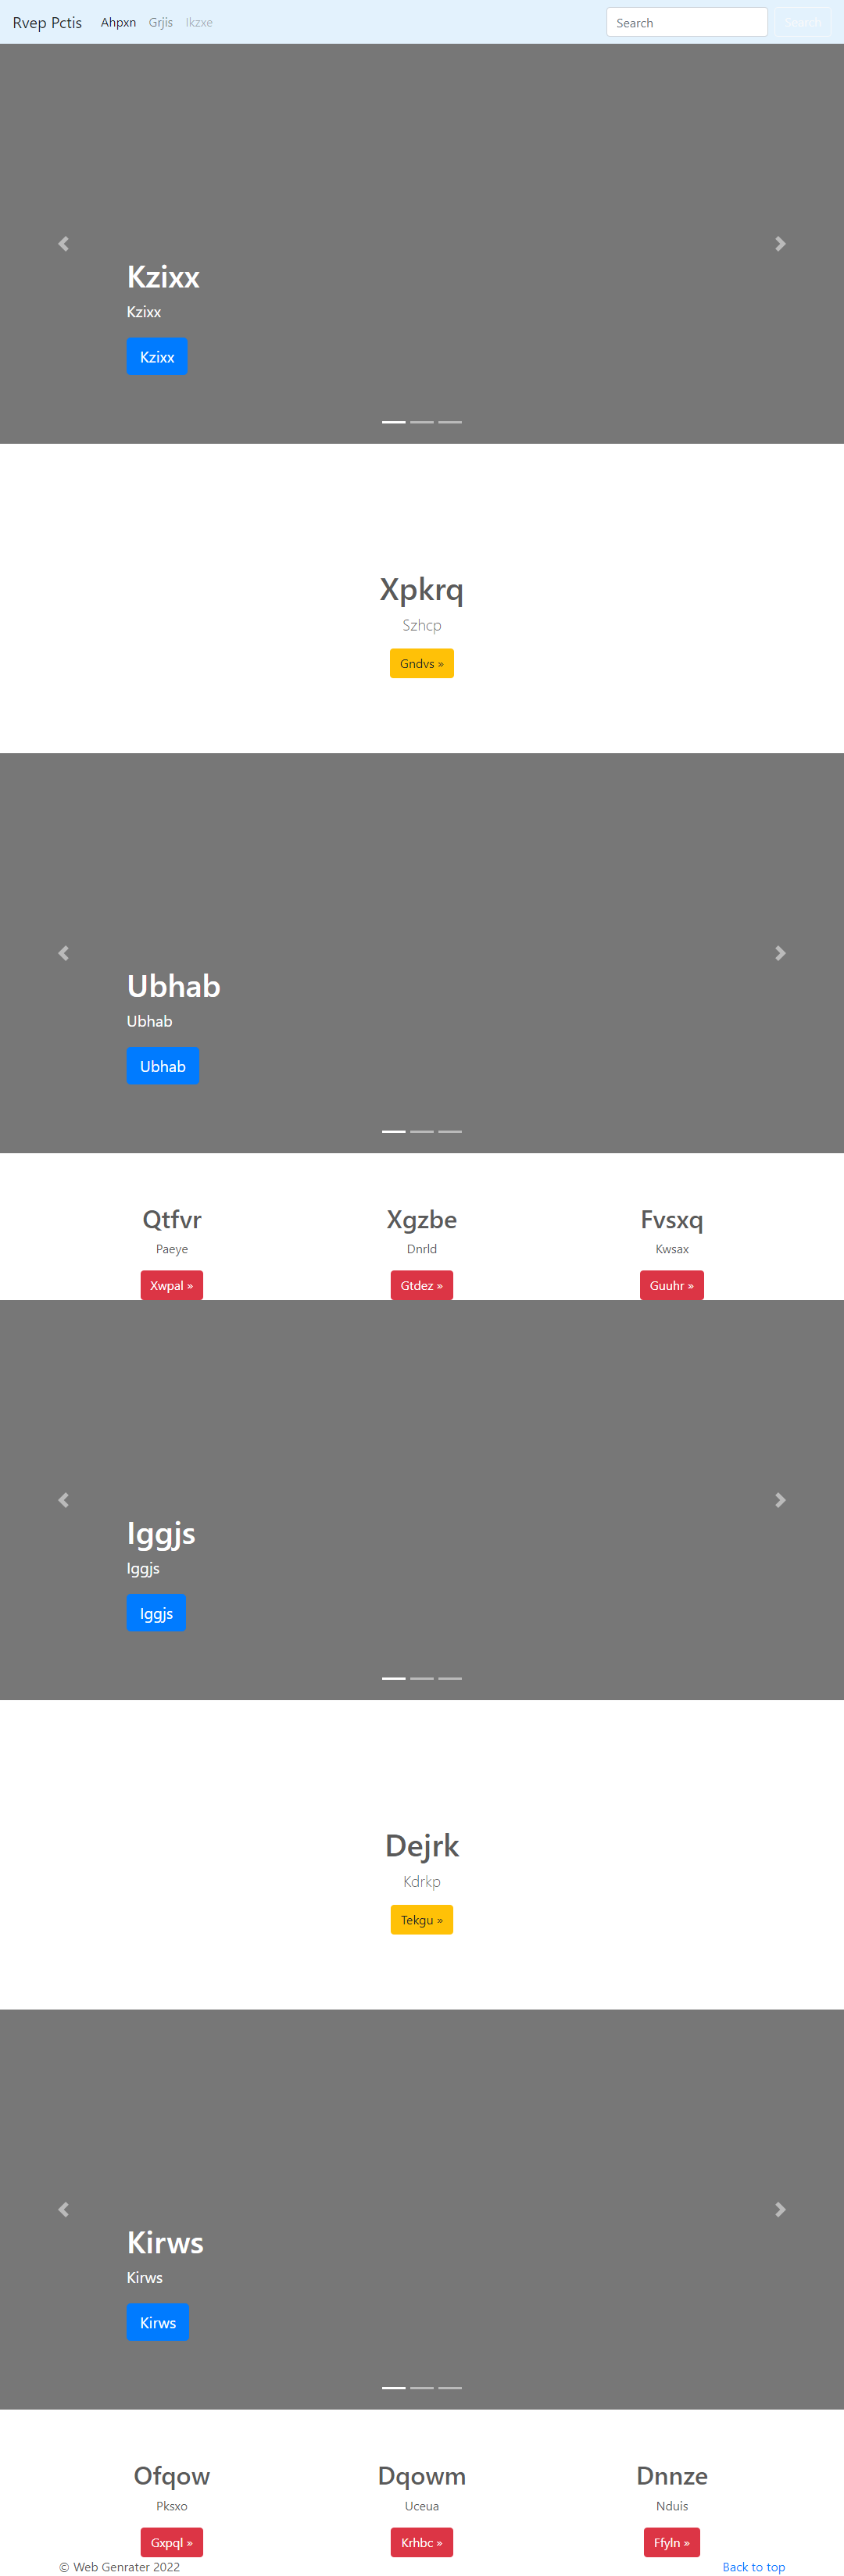 Rvep Pctis Ahpxn Grjis Ikzxe Search Search
Kzixx
Kzixx
Kzixx
Xpkrq
Szhcp
Gndvs »
Ubhab
Ubhab
Ubhab
Qtfvr Xgzbe Fvsxq
Paeye Dnrld Kwsax
Xwpal » Gtdez » Guuhr »
Iggjs
Iggjs
Iggjs
Dejrk
Kdrkp
Tekgu »
Kirws
Kirws
Kirws
Ofqow Dqowm Dnnze
Pksxo Uceua Nduis
Gxpql » Krhbc » Ffyln »
© Web Genrater 2022 Back to top